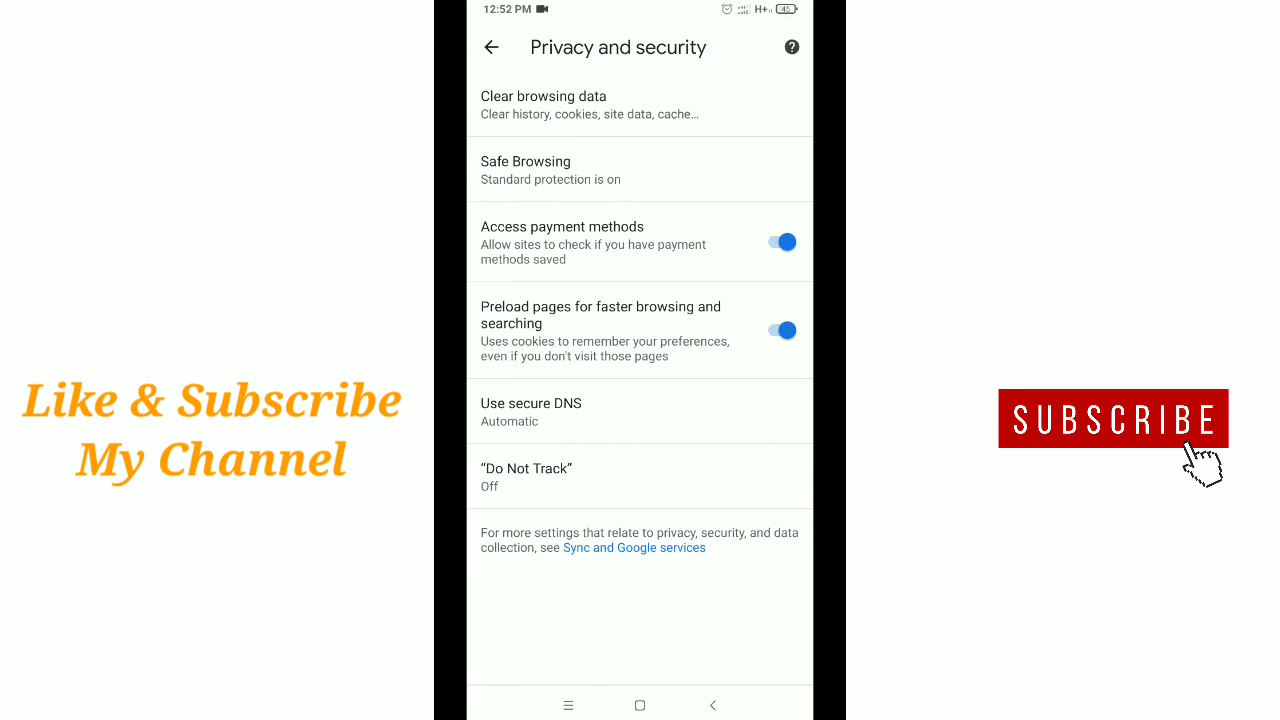 12:52 PM H+ 45
Privacy and security
Clear browsing data
Clear history, cookies, site data, cache...
Safe Browsing
Standard protection is on
Access payment methods
Allow sites to check if you have payment
methods saved
Preload pages for faster browsing and
searching
Uses cookies to remember your preferences,
even if you don't visit those pages
Use secure DNS
Automatic
“Do Not Track”
Off
For more settings that relate to privacy, security, and data
collection, see Sync and Google services
Like & Subscribe
My Channel
SUBSCRIBE